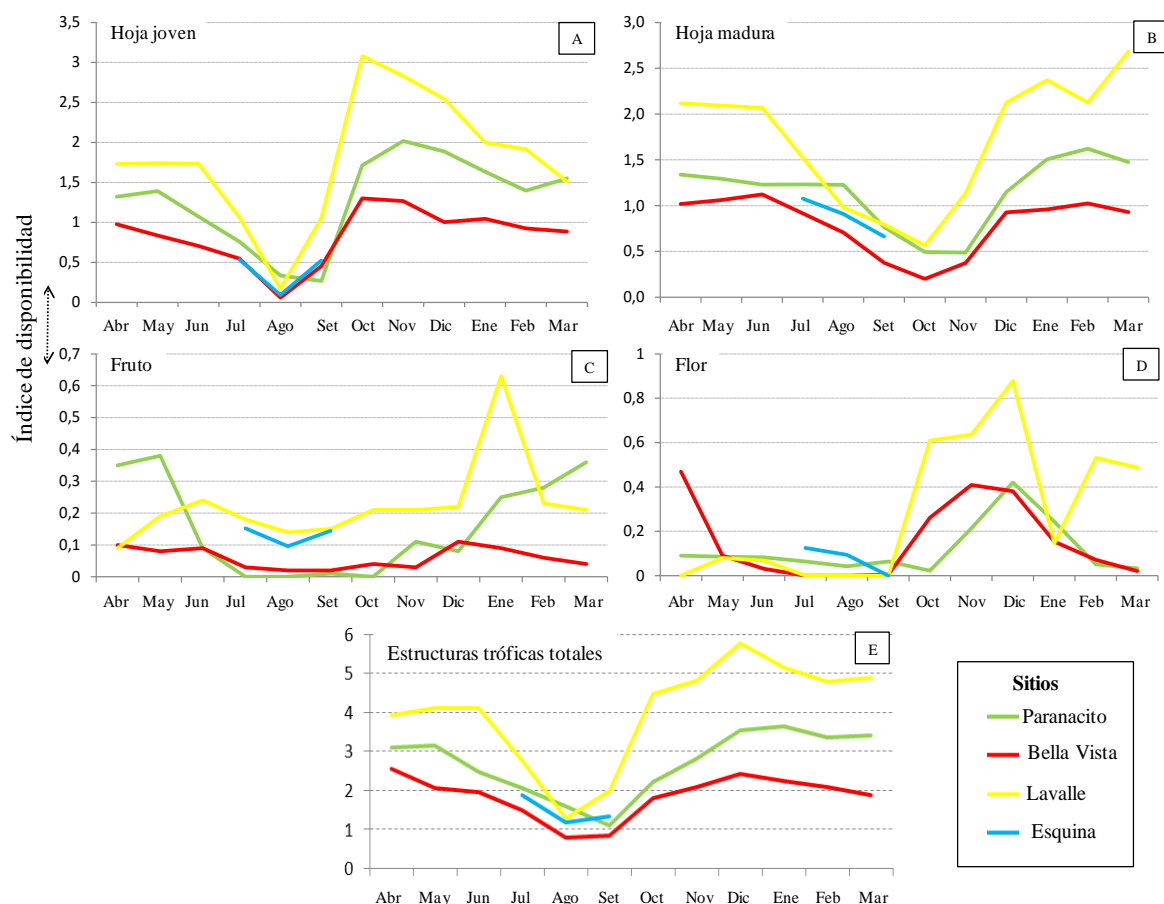 Hoja joven
A
3,5
3
2,5
2
1,5
1
0,5
0
Abr May Jun Jul Ago Set Oct Nov Dic Ene Feb Mar
Hoja madura
B
3,0
2,5
2,0
1,5
1,0
0,5
0,0
Abr May Jun Jul Ago Set Oct Nov Dic Ene Feb Mar
Índice de disponibilidad
Fruto
C
0,7
0,6
0,5
0,4
0,3
0,2
0,1
0
Abr May Jun Jul Ago Set Oct Nov Dic Ene Feb Mar
Flor
D
1
0,8
0,6
0,4
0,2
0
Abr May Jun Jul Ago Set Oct Nov Dic Ene Feb Mar
Estructuras tróficas totales
E
6
5
4
3
2
1
0
Abr May Jun Jul Ago Set Oct Nov Dic Ene Feb Mar
Sitios
Paranacito
Bella Vista
Lavalle
Esquina